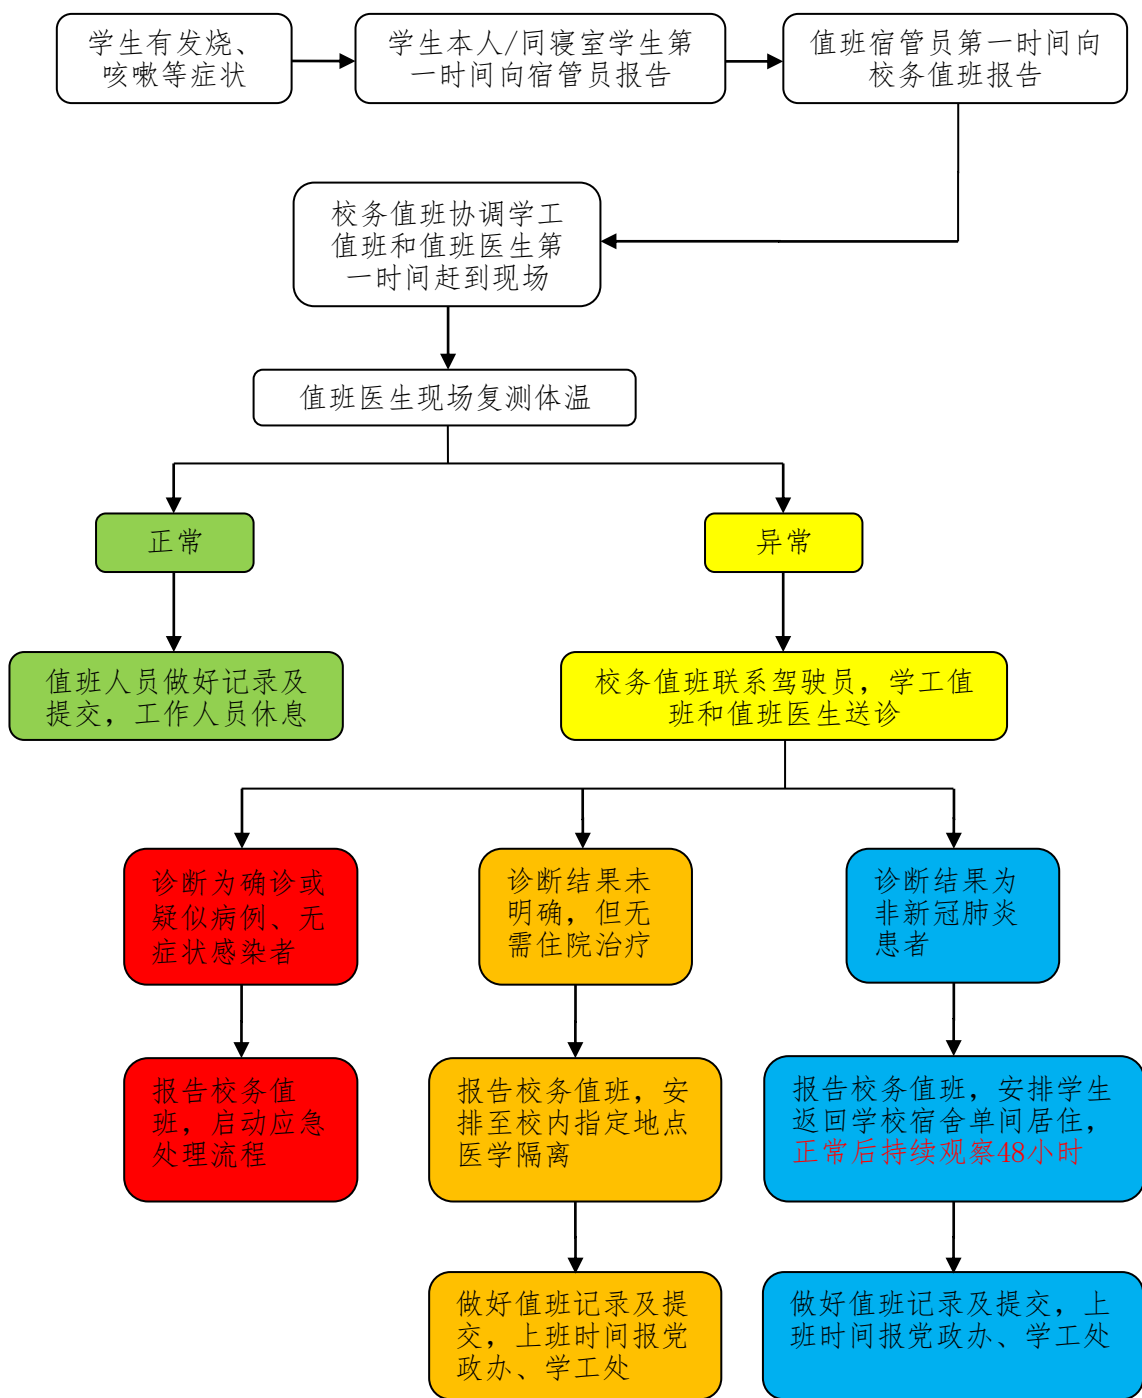 学生有发烧、
咳嗽等症状
学生本人/同寝室学生第
一时间向宿管员报告
值班宿管员第一时间向
校务值班报告
校务值班协调学工
值班和值班医生第
一时间赶到现场
值班医生现场复测体温
正常
异常
值班人员做好记录及
提交，工作人员休息
校务值班联系驾驶员，学工值
班和值班医生送诊
诊断为确诊或
疑似病例、无
症状感染者
诊断结果未
明确，但无
需住院治疗
诊断结果为
非新冠肺炎
患者
报告校务值
班，启动应急
处理流程
报告校务值班，安
排至校内指定地点
医学隔离
报告校务值班，安排学生
返回学校宿舍单间居住，
正常后持续观察48小时
做好值班记录及提
交，上班时间报党
政办、学工处
做好值班记录及提交，上
班时间报党政办、学工处